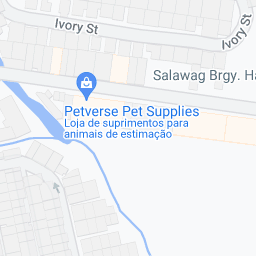 Ivory St
Ivory St
Salawag Brgy. Ha
Petverse Pet Supplies
Loja de suprimentos para
animais de estimação